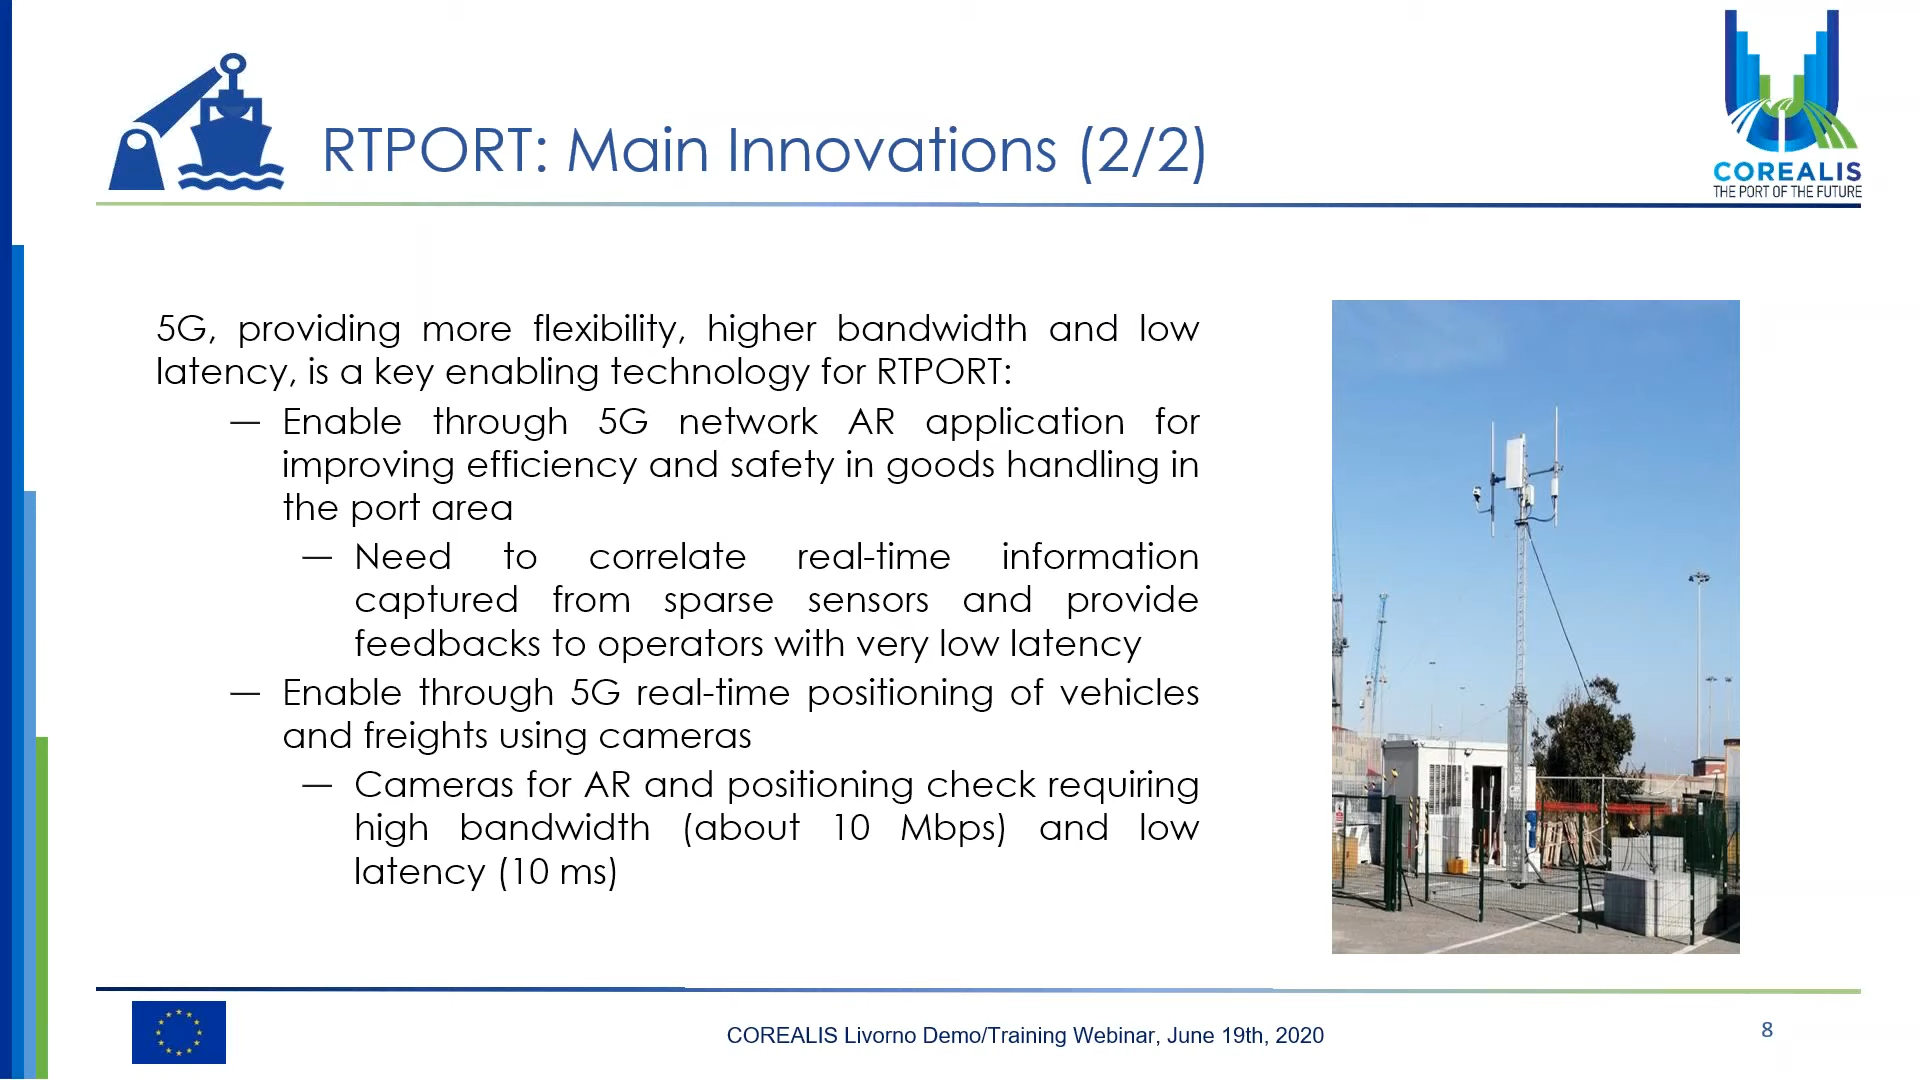 RTPORT: Main Innovations (2/2)
COREALIS
THE PORT OF THE FUTURE
5G, providing more flexibility, higher bandwidth and low
latency, is a key enabling technology for RTPORT:
— Enable through 5G network AR application for
improving efficiency and safety in goods handling in
the port area
— Need to correlate real-time information
captured from sparse sensors and provide
feedbacks to operators with very low latency
— Enable through 5G real-time positioning of vehicles
and freights using cameras
— Cameras for AR and positioning check requiring
high bandwidth (about 10 Mbps) and low
latency (10 ms)
COREALIS Livorno Demo/Training Webinar, June 19th, 2020
8